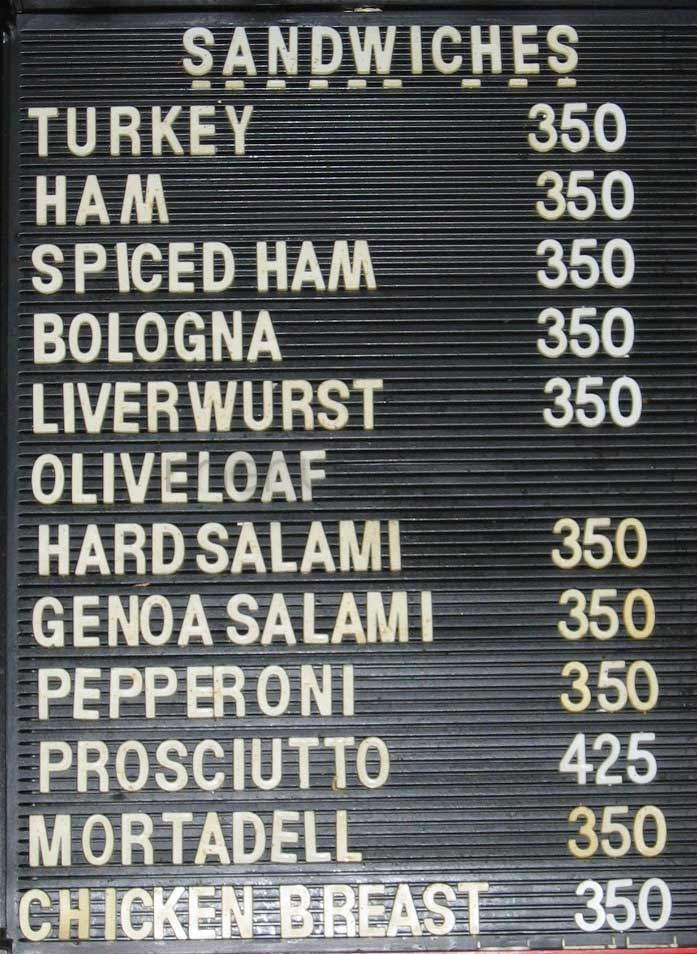 SANDWICHES
TURKEY 350
HAM 350
SPICED HAM 350
BOLOGNA 350
LIVERWURST 350
OLIVELOAF
HARD SALAMI 350
GENOA SALAMI 350
PEPPERONI 350
PROSCIUTTO 425
MORTADELL 350
CHICKEN BREAST 350